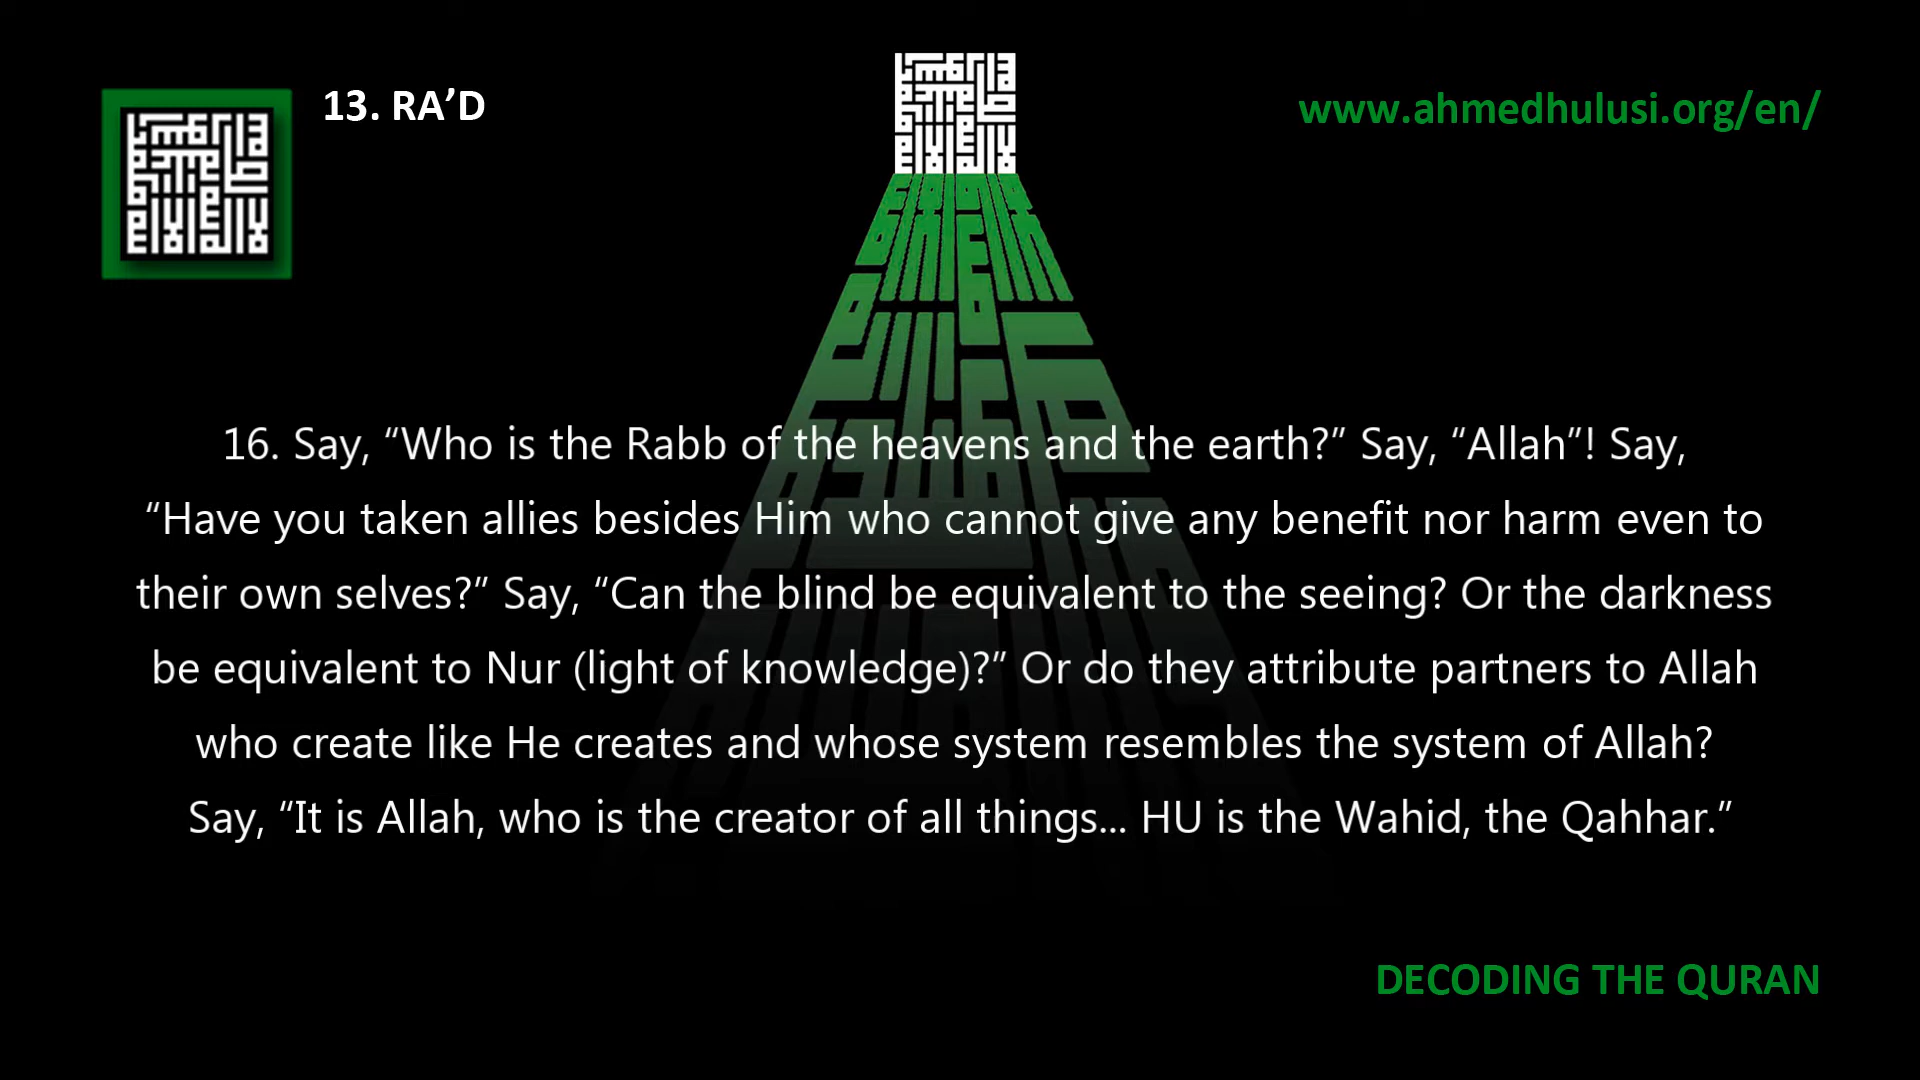 13. RA’D
www.ahmedhulusi.org/en/
16. Say, “Who is the Rabb of the heavens and the earth?” Say, “Allah”! Say,
“Have you taken allies besides Him who cannot give any benefit nor harm even to
their own selves?” Say, “Can the blind be equivalent to the seeing? Or the darkness
be equivalent to Nur (light of knowledge)?” Or do they attribute partners to Allah
who create like He creates and whose system resembles the system of Allah?
Say, “It is Allah, who is the creator of all things... HU is the Wahid, the Qahhar.”
DECODING THE QURAN